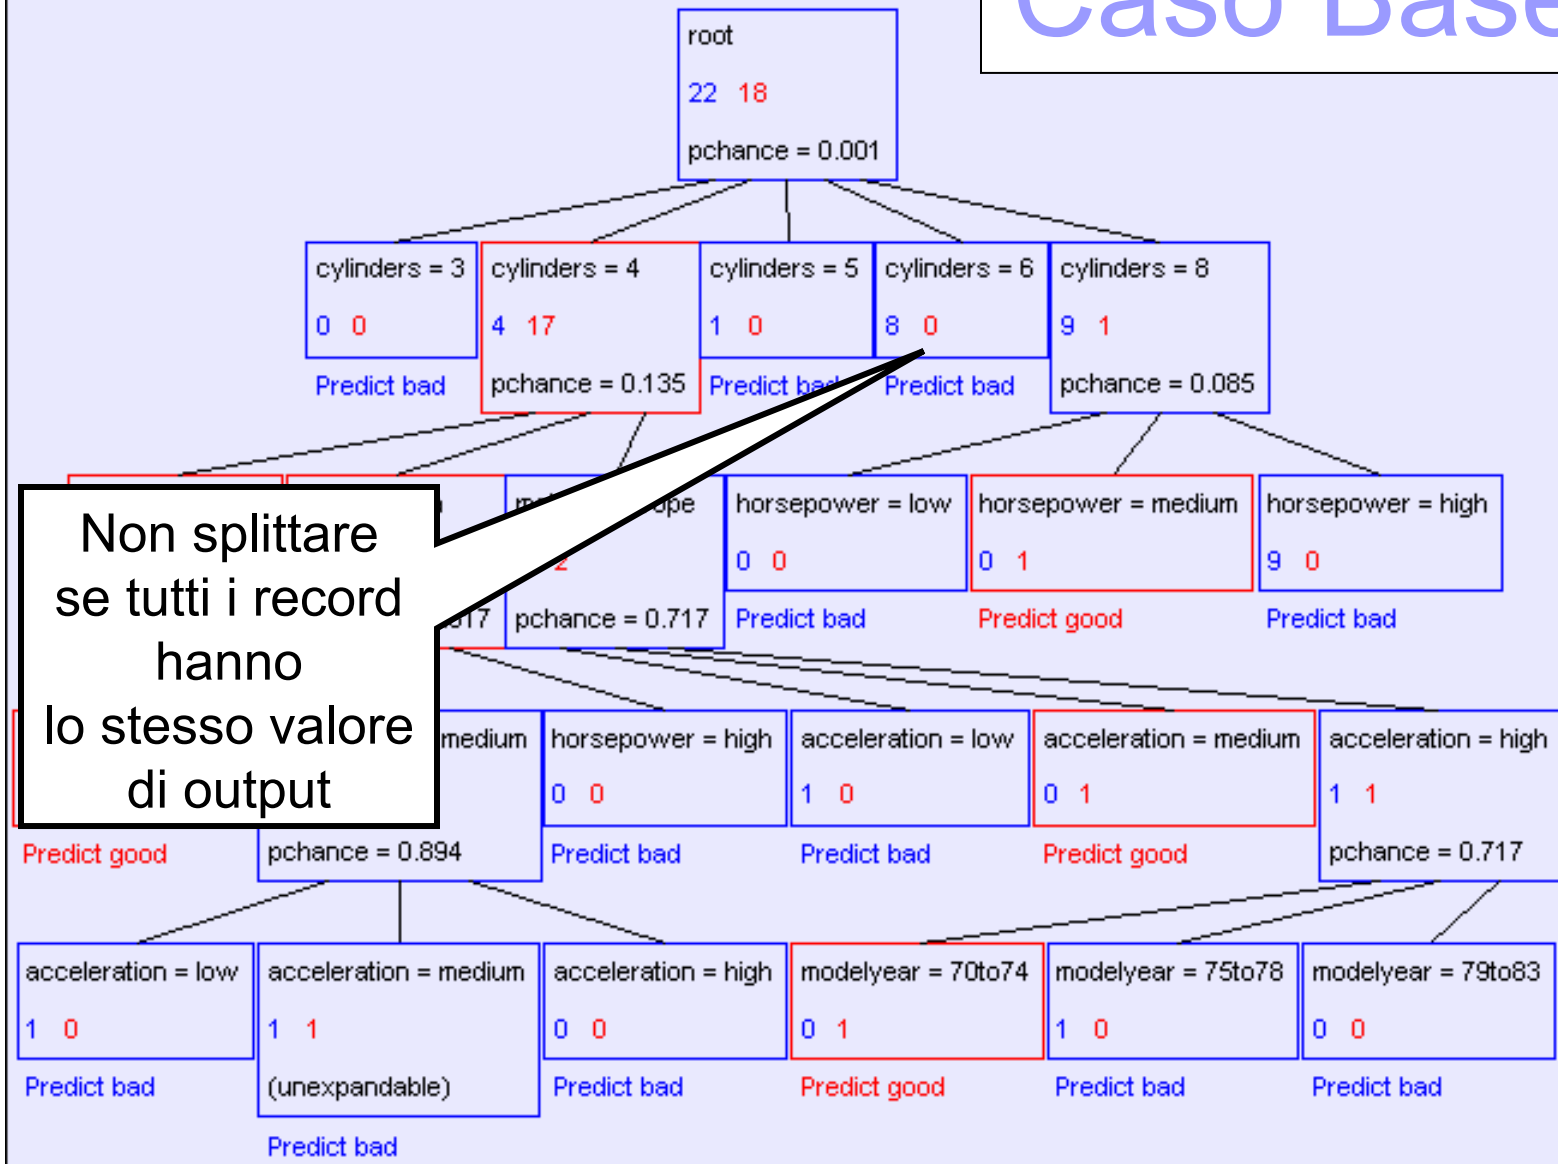 Caso Base
root
22 18
pchance = 0.001
cylinders = 3
0 0
Predict bad
cylinders = 4
4 17
pchance = 0.135
cylinders = 5
1 0
Predict bad
cylinders = 6
8 0
Predict bad
cylinders = 8
9 1
pchance = 0.085
Non splittare
se tutti i record
hanno
lo stesso valore
di output
2
pchance = 0.717
horsepower = low
0 0
Predict bad
horsepower = medium
0 1
Predict good
horsepower = high
9 0
Predict bad
Predict good
medium
pchance = 0.894
horsepower = high
0 0
Predict bad
acceleration = low
1 0
Predict bad
acceleration = medium
0 1
Predict good
acceleration = high
1 1
pchance = 0.717
acceleration = low
1 0
Predict bad
acceleration = medium
1 1
(unexpandable)
Predict bad
acceleration = high
0 0
Predict bad
modelyear = 70to74
0 1
Predict good
modelyear = 75to78
1 0
Predict bad
modelyear = 79to83
0 0
Predict bad